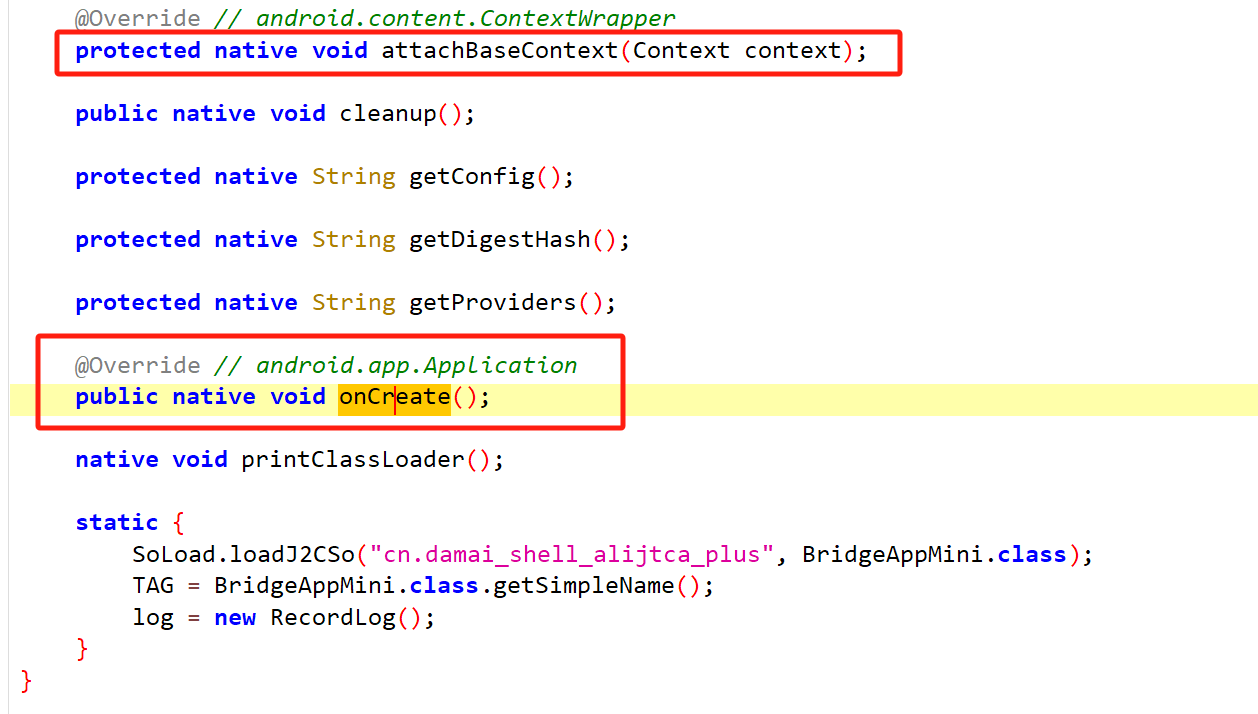 @Override // android.content.ContextWrapper
protected native void attachBaseContext(Context context);
public native void cleanup();
protected native String getConfig();
protected native String getDigestHash();
protected native String getProviders();
@Override // android.app.Application
public native void onCreate();
native void printClassLoader();
static {
SoLoad.loadJ2CSo("cn.damai_shell_alijtca_plus", BridgeAppMini.class);
TAG = BridgeAppMini.class.getSimpleName();
log = new RecordLog();
}
}